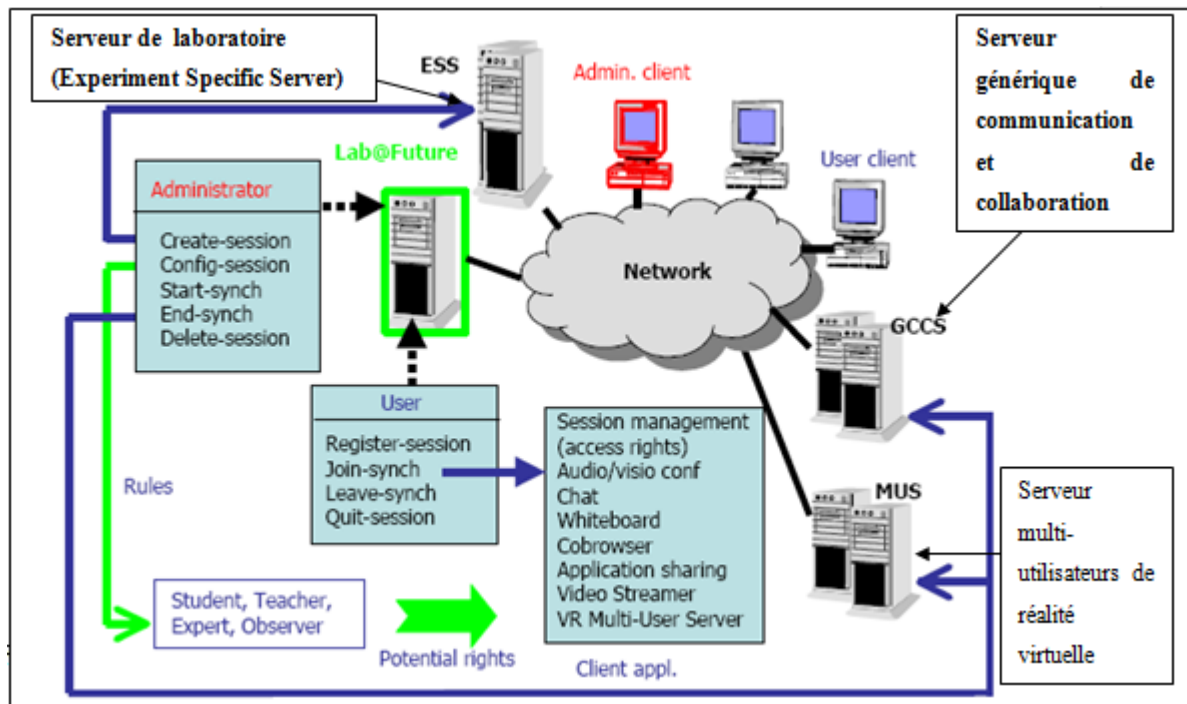 Serveur de laboratoire
(Experiment Specific Server)
ESS
Admin. client
Serveur
générique de
communication
et de
collaboration
Lab@Future
User client
Administrator
Create-session
Config-session
Start-synch
End-synch
Delete-session
Network
GCCS
User
Register-session
Join-synch
Leave-synch
Quit-session
Session management
(access rights)
Audio/visio conf
Chat
Whiteboard
Cobrowser
Application sharing
Video Streamer
VR Multi-User Server
MUS
Serveur
multi-
utilisateurs de
réalité
virtuelle
Rules
Student, Teacher,
Expert, Observer
Potential rights
Client appl.
: